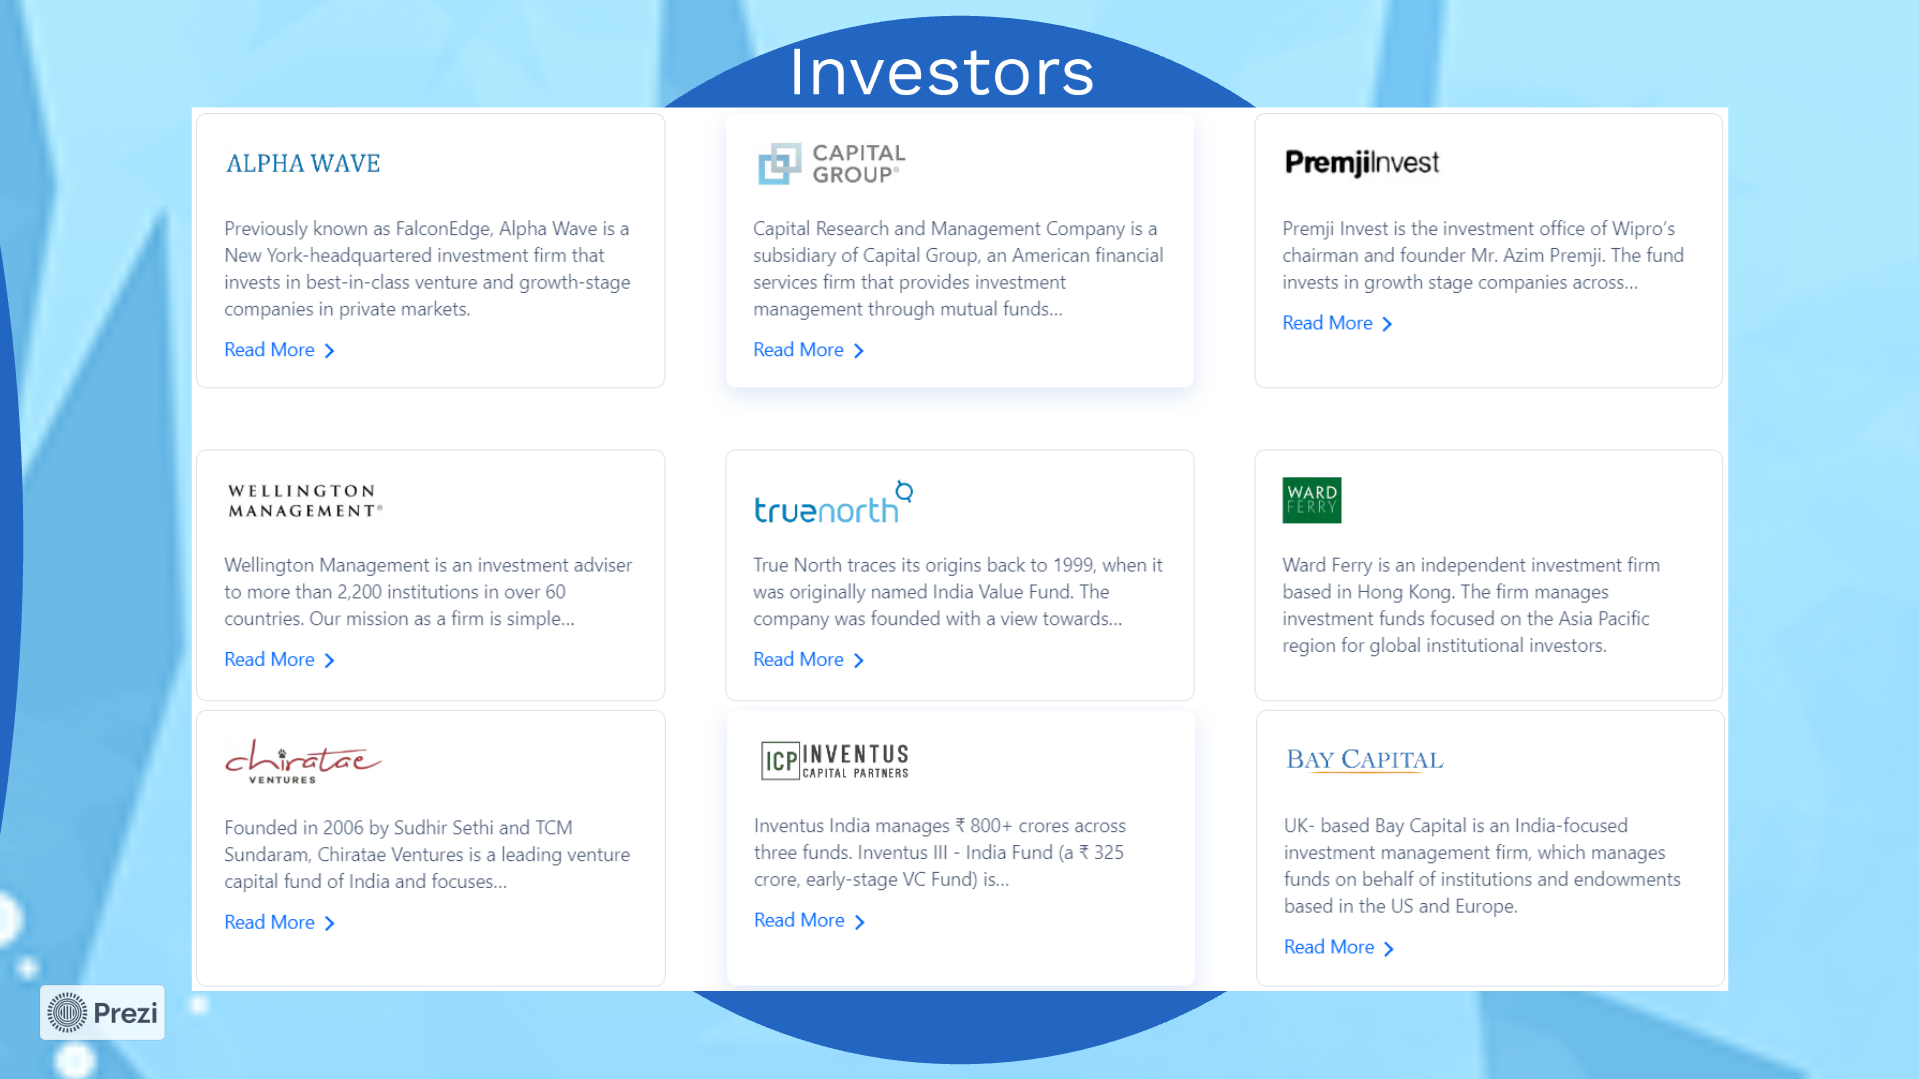 Investors
ALPHA WAVE
Previously known as FalconEdge, Alpha Wave is a
New York-headquartered investment firm that
invests in best-in-class venture and growth-stage
companies in private markets.
Read More
CAPITAL
GROUP®
Capital Research and Management Company is a
subsidiary of Capital Group, an American financial
services firm that provides investment
management through mutual funds...
Read More
PremjiInvest
Premji Invest is the investment office of Wipro’s
chairman and founder Mr. Azim Premji. The fund
invests in growth stage companies across...
Read More
WELLINGTON
MANAGEMENT®
Wellington Management is an investment adviser
to more than 2,200 institutions in over 60
countries. Our mission as a firm is simple...
Read More
truenorth
True North traces its origins back to 1999, when it
was originally named India Value Fund. The
company was founded with a view towards...
Read More
WARD
FERRY
Ward Ferry is an independent investment firm
based in Hong Kong. The firm manages
investment funds focused on the Asia Pacific
region for global institutional investors.
chiratae
VENTURES
Founded in 2006 by Sudhir Sethi and TCM
Sundaram, Chiratae Ventures is a leading venture
capital fund of India and focuses...
Read More
ICP INVENTUS
CAPITAL PARTNERS
Inventus India manages ₹ 800+ crores across
three funds. Inventus III - India Fund (a ₹ 325
crore, early-stage VC Fund) is...
Read More
BAY CAPITAL
UK- based Bay Capital is an India-focused
investment management firm, which manages
funds on behalf of institutions and endowments
based in the US and Europe.
Read More
Prezi